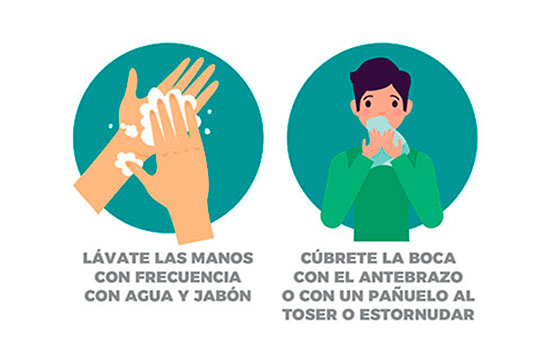 LÁVATE LAS MANOS
CON FRECUENCIA
CON AGUA Y JABÓN
CÚBRETE LA BOCA
CON EL ANTEBRAZO
O CON UN PAÑUELO AL
TOSER O ESTORNUDAR